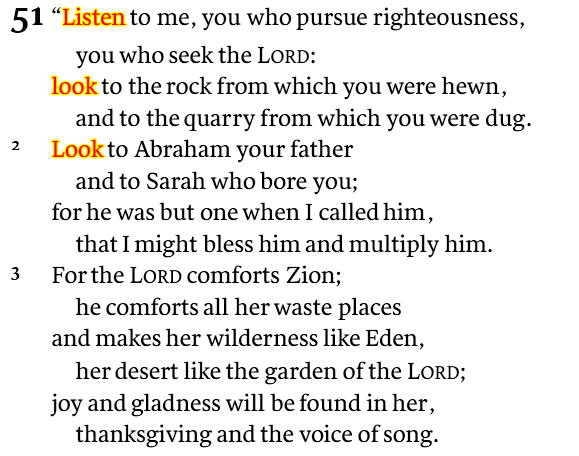 51 “Listen to me, you who pursue righteousness,
you who seek the LORD:
look to the rock from which you were hewn,
and to the quarry from which you were dug.
2 Look to Abraham your father
and to Sarah who bore you;
for he was but one when I called him,
that I might bless him and multiply him.
3 For the LORD comforts Zion;
he comforts all her waste places
and makes her wilderness like Eden,
her desert like the garden of the LORD;
joy and gladness will be found in her,
thanksgiving and the voice of song.